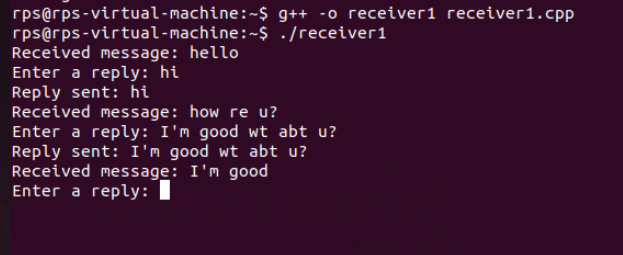 rps@rps-virtual-machine:~$ g++ -o receiver1 receiver1.cpp
rps@rps-virtual-machine:~$ ./receiver1
Received message: hello
Enter a reply: hi
Reply sent: hi
Received message: how re u?
Enter a reply: I'm good wt abt u?
Reply sent: I'm good wt abt u?
Received message: I'm good
Enter a reply: